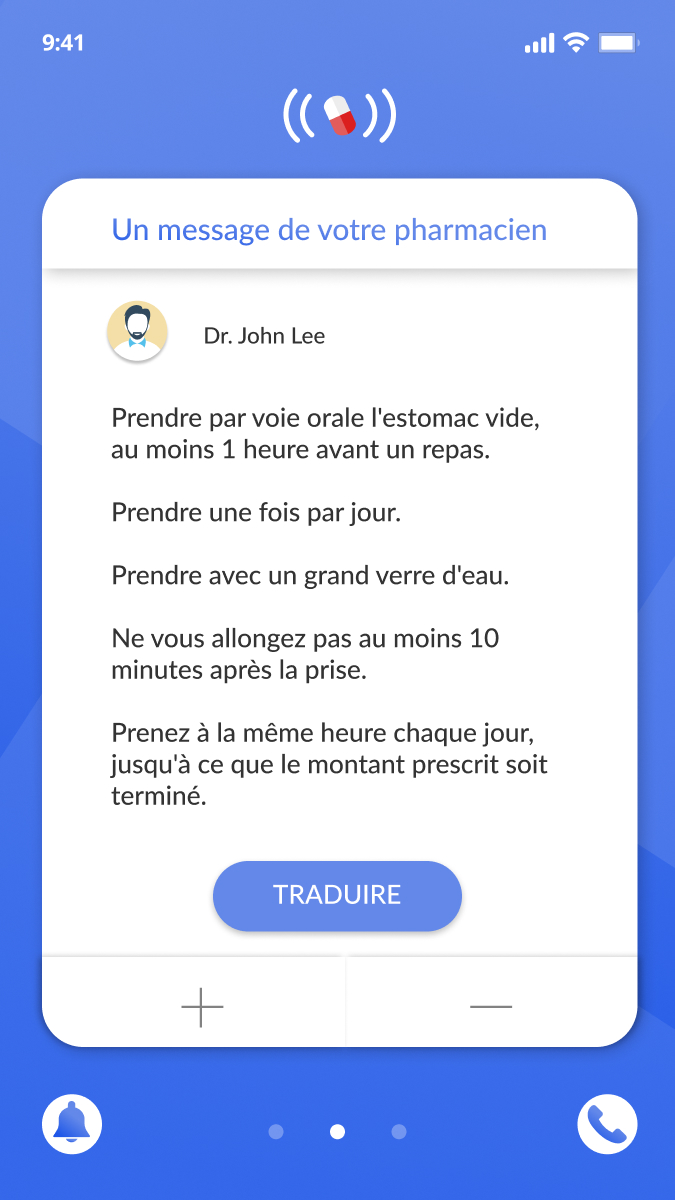 9:41
Un message de votre pharmacien
Dr. John Lee
Prendre par voie orale l'estomac vide,
au moins 1 heure avant un repas.
Prendre une fois par jour.
Prendre avec un grand verre d'eau.
Ne vous allongez pas au moins 10
minutes après la prise.
Prenez à la même heure chaque jour,
jusqu'à ce que le montant prescrit soit
terminé.
TRADUIRE